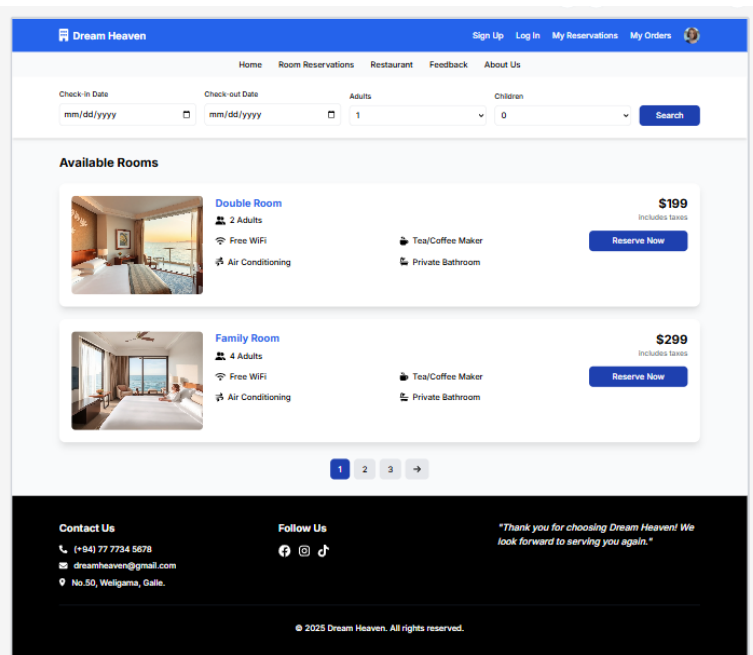 Dream Heaven
Sign Up Log In My Reservations My Orders
Home Room Reservations Restaurant Feedback About Us
Check-in Date Check-out Date Adults Children
mm/dd/yyyy mm/dd/yyyy 1 0 Search
Available Rooms
Double Room
2 Adults
Free WiFi Tea/Coffee Maker
Air Conditioning Private Bathroom
$199
includes taxes
Reserve Now
Family Room
4 Adults
Free WiFi Tea/Coffee Maker
Air Conditioning Private Bathroom
$299
includes taxes
Reserve Now
1 2 3 →
Contact Us
(+94) 77 7734 5678
dreamheaven@gmail.com
No.50, Weligama, Galle.
Follow Us
"Thank you for choosing Dream Heaven! We
look forward to serving you again."
© 2025 Dream Heaven. All rights reserved.